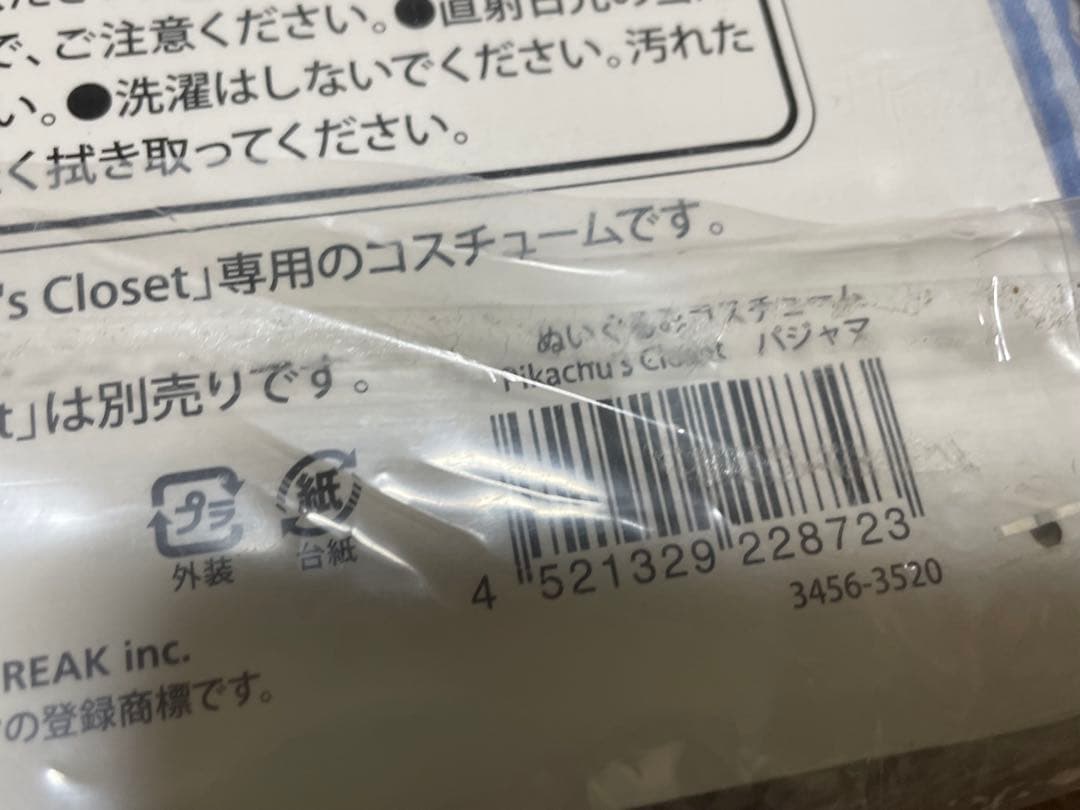 で、ご注意ください。●直射日光の
い。●洗濯はしないでください。汚れた
く拭き取ってください。
's Closet」専用のコスチュームです。
t」は別売りです。
ぬいぐるみコスチューム
Pikachu's Closet パジャマ
プラ
外装
紙
台紙
4 521329 228723
3456-3520
REAK inc.
の登録商標です。